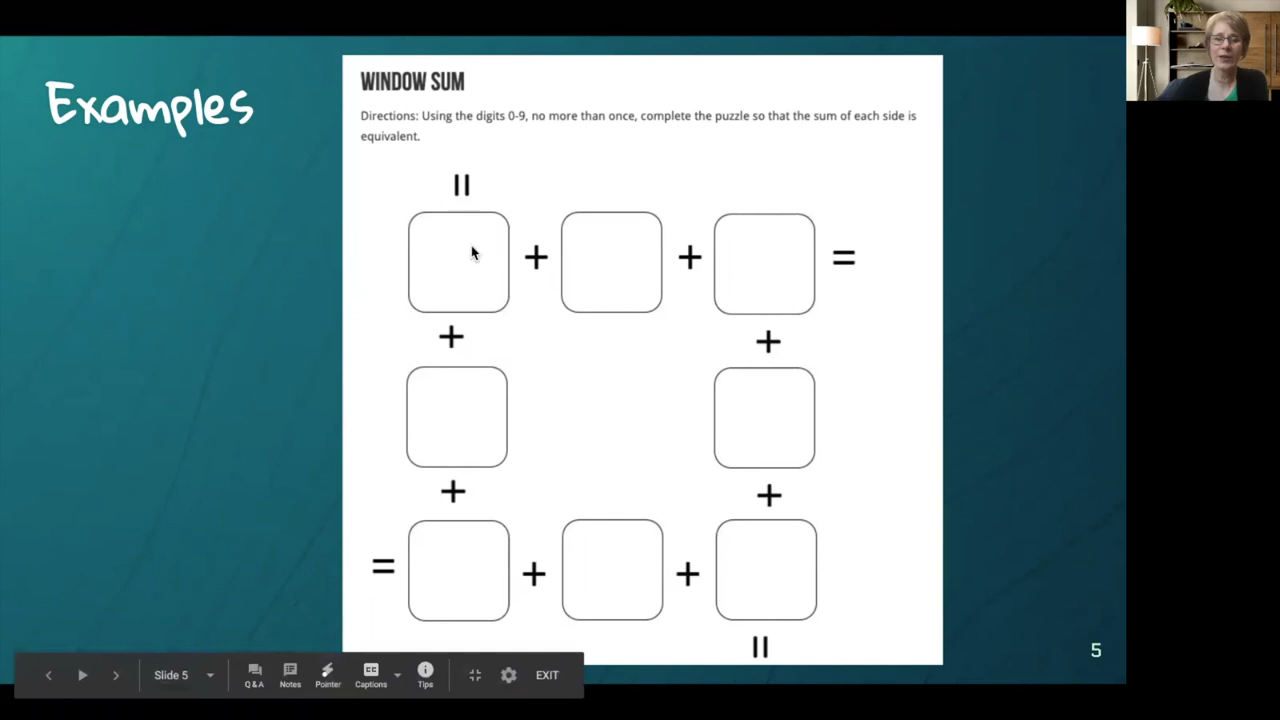 Examples
WINDOW SUM
Directions: Using the digits 0-9, no more than once, complete the puzzle so that the sum of each side is
equivalent.
=
+ + =
+ +
+ +
= + +
=
5
Slide 5
Q&A Notes Pointer CC Captions Tips EXIT